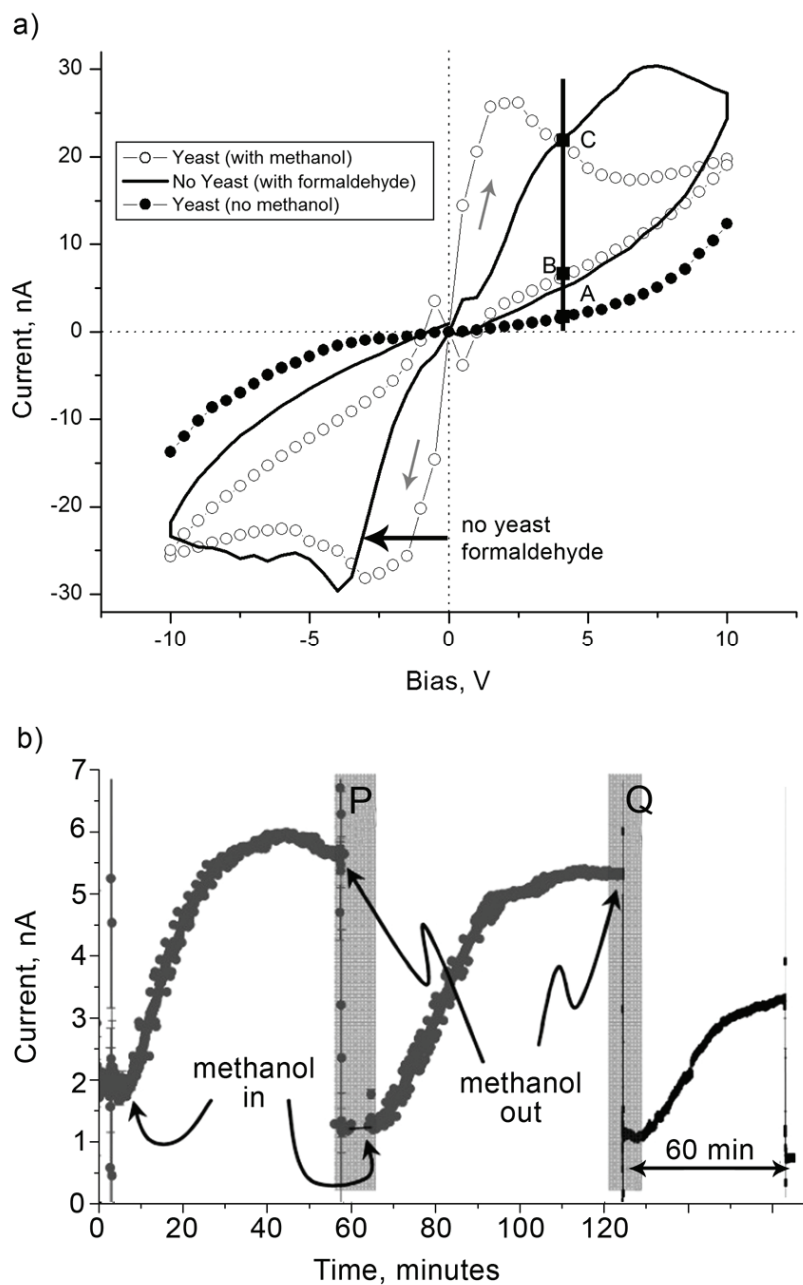 a)
30
20
10
0
-10
-20
-30
Current, nA
Yeast (with methanol)
No Yeast (with formaldehyde)
Yeast (no methanol)
C
B
A
no yeast
formaldehyde
-10
-5
0
5
10
Bias, V
b)
7
6
5
4
3
2
1
0
Current, nA
P
Q
methanol
in
methanol
out
60 min
0
20
40
60
80
100
120
Time, minutes